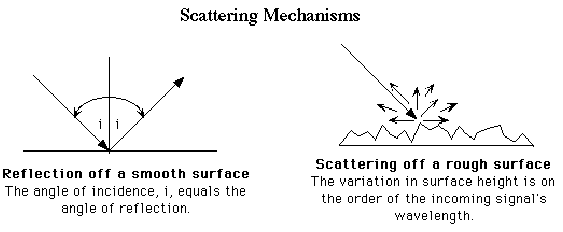 Scattering Mechanisms
i i
Reflection off a smooth surface
The angle of incidence, i, equals the
angle of reflection.
Scattering off a rough surface
The variation in surface height is on
the order of the incoming signal's
wavelength.